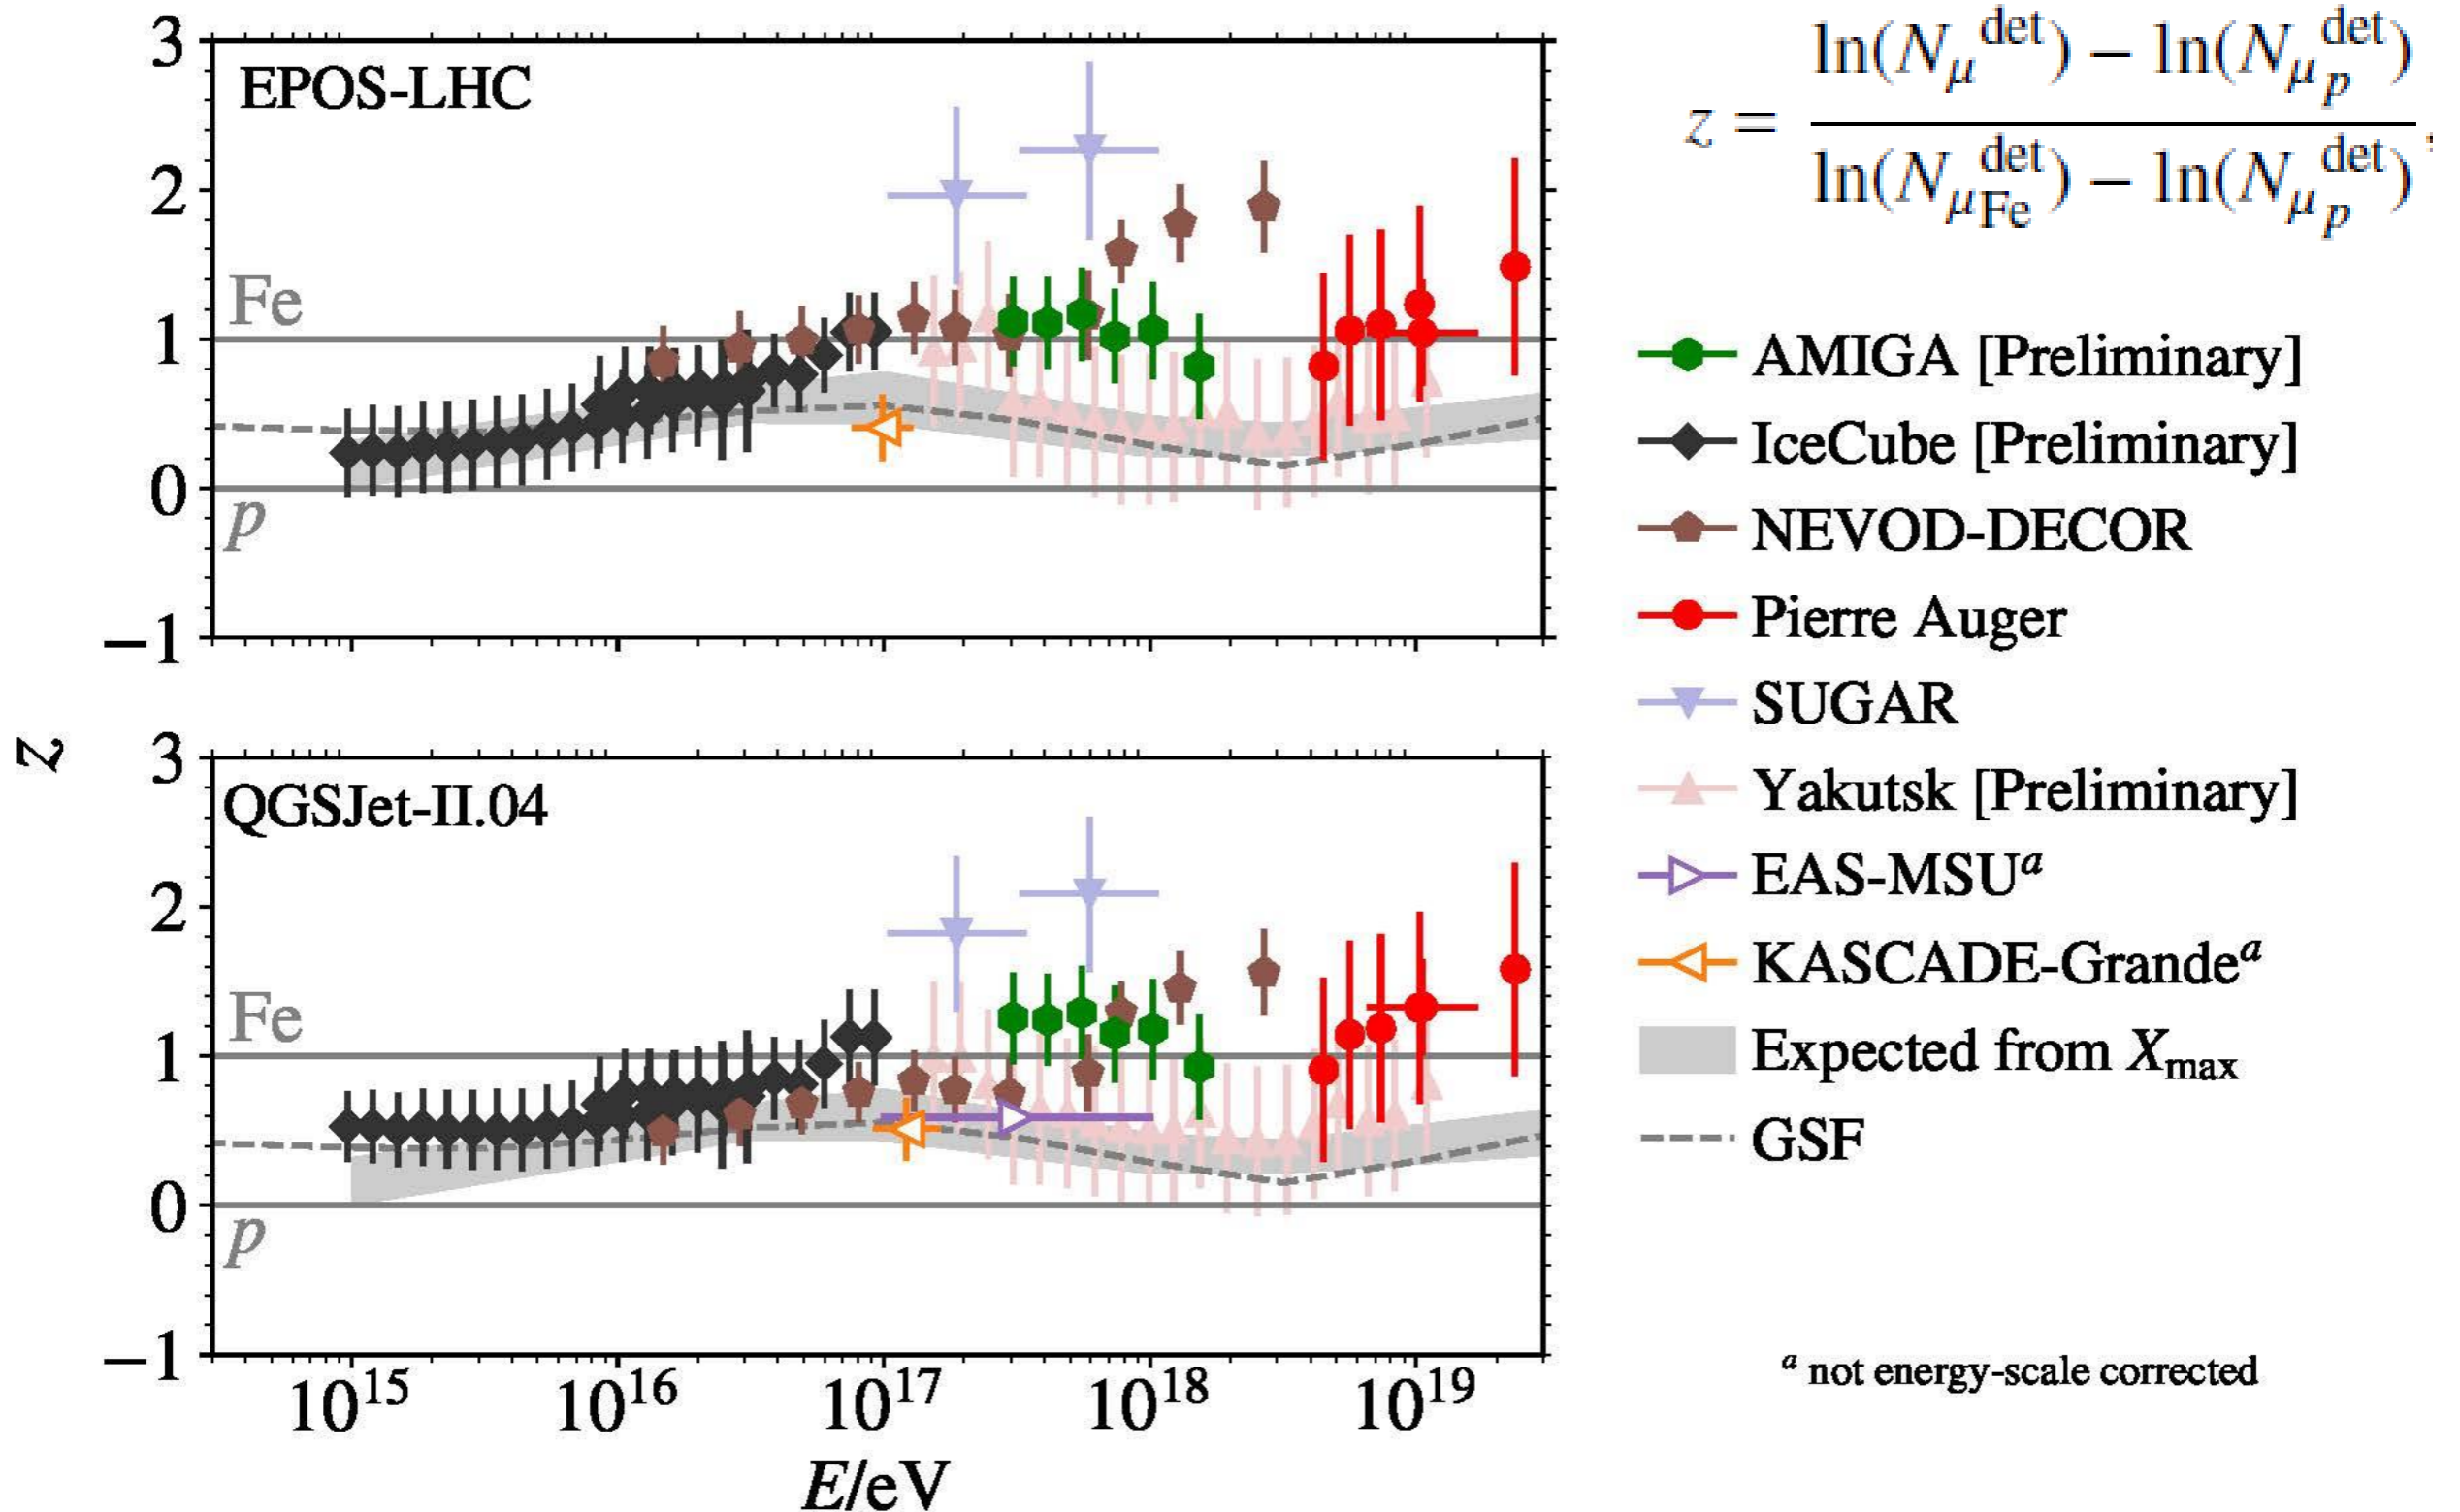 3
EPOS-LHC
2
Fe
1
0
p
−1
z
3
QGSJet-II.04
2
Fe
1
0
p
−1
10^15 10^16 10^17 10^18 10^19
E/eV
z = (ln(N_μ^det) − ln(N_μ_p^det)) / (ln(N_μ_Fe^det) − ln(N_μ_p^det)),
AMIGA [Preliminary]
IceCube [Preliminary]
NEVOD-DECOR
Pierre Auger
SUGAR
Yakutsk [Preliminary]
EAS-MSU^a
KASCADE-Grande^a
Expected from X_max
GSF
^a not energy-scale corrected